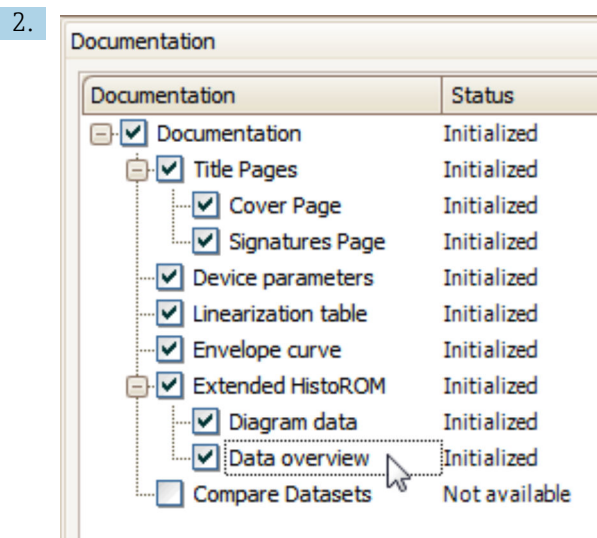 2.
Documentation
Documentation Status
Documentation Initialized
Title Pages Initialized
Cover Page Initialized
Signatures Page Initialized
Device parameters Initialized
Linearization table Initialized
Envelope curve Initialized
Extended HistoROM Initialized
Diagram data Initialized
Data overview Initialized
Compare Datasets Not available